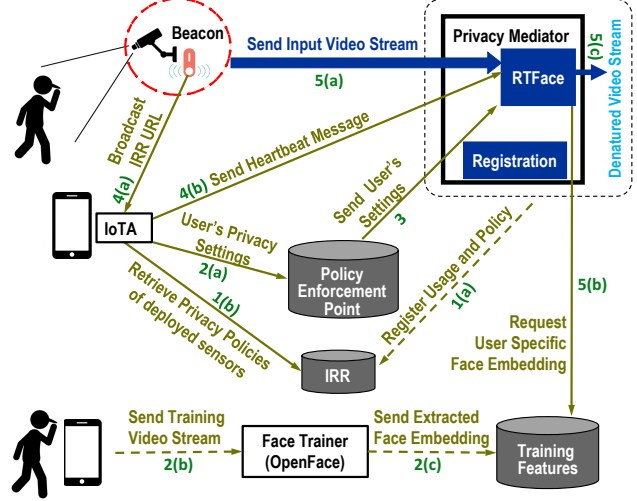 Beacon
Send Input Video Stream
5(a)
Privacy Mediator
5(c)
RTFace
Denatured Video Stream
Registration
Broadcast
IRR URL
4(a)
4(b) Send Heartbeat Message
Send User's
Settings
3
IoTA
User's Privacy
Settings
2(a)
Policy
Enforcement
Point
1(b)
Retrieve Privacy Policies
of deployed sensors
Register Usage and Policy
1(a)
IRR
5(b)
Request
User Specific
Face Embedding
Send Training
Video Stream
2(b)
Face Trainer
(OpenFace)
Send Extracted
Face Embedding
2(c)
Training
Features